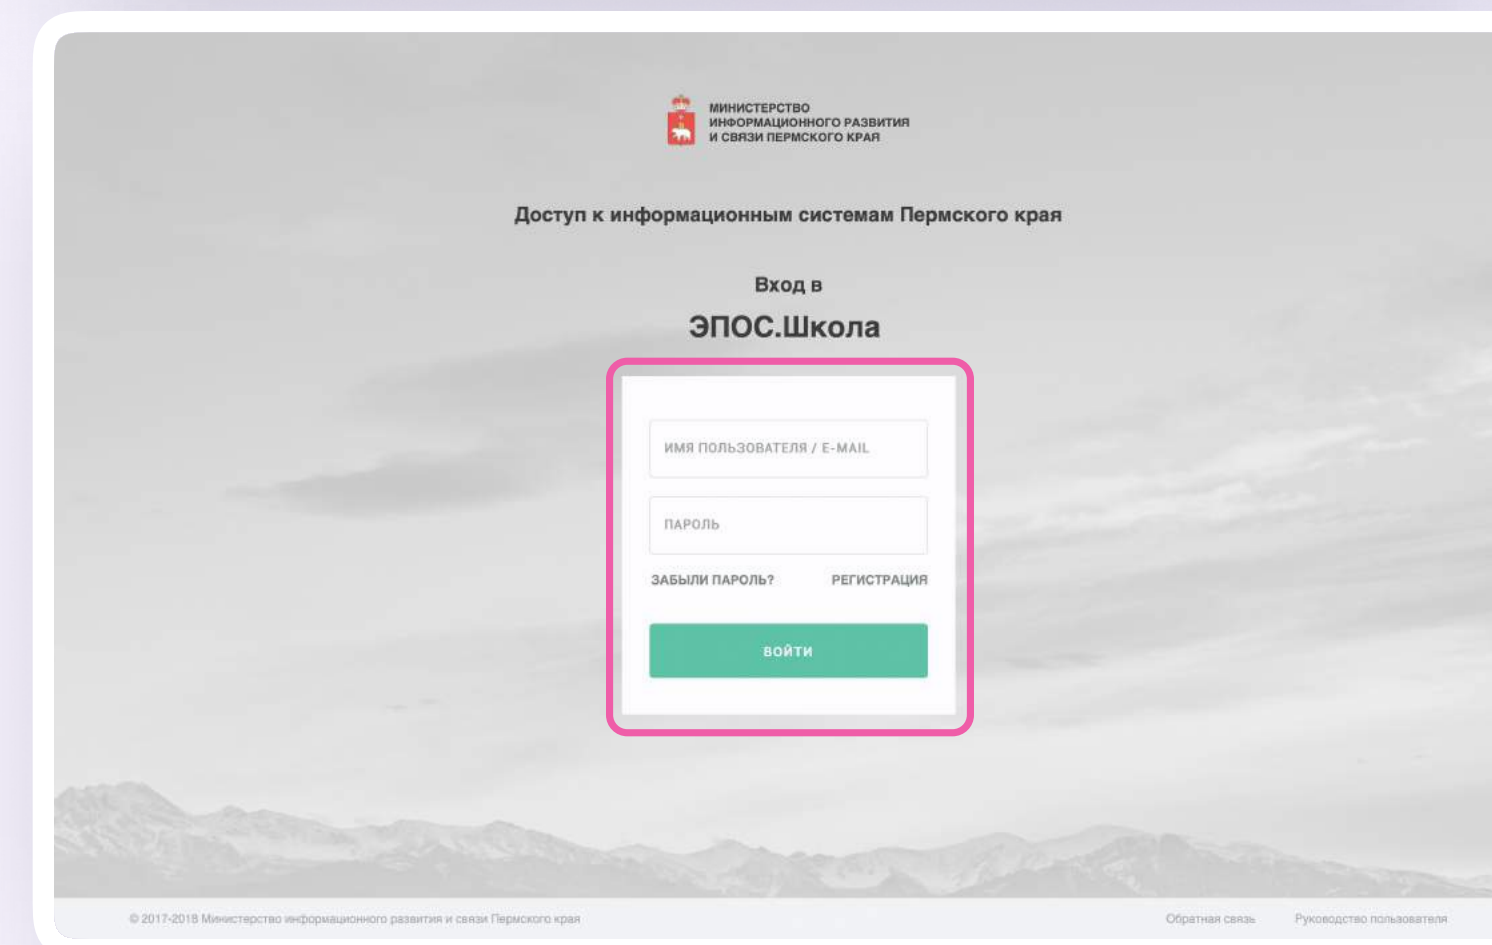 МИНИСТЕРСТВО
ИНФОРМАЦИОННОГО РАЗВИТИЯ
И СВЯЗИ ПЕРМСКОГО КРАЯ
Доступ к информационным системам Пермского края
Вход в
ЭПОС.Школа
ИМЯ ПОЛЬЗОВАТЕЛЯ / E-MAIL
ПАРОЛЬ
ЗАБЫЛИ ПАРОЛЬ? РЕГИСТРАЦИЯ
ВОЙТИ
© 2017-2018 Министерство информационного развития и связи Пермского края Обратная связь Руководство пользователя